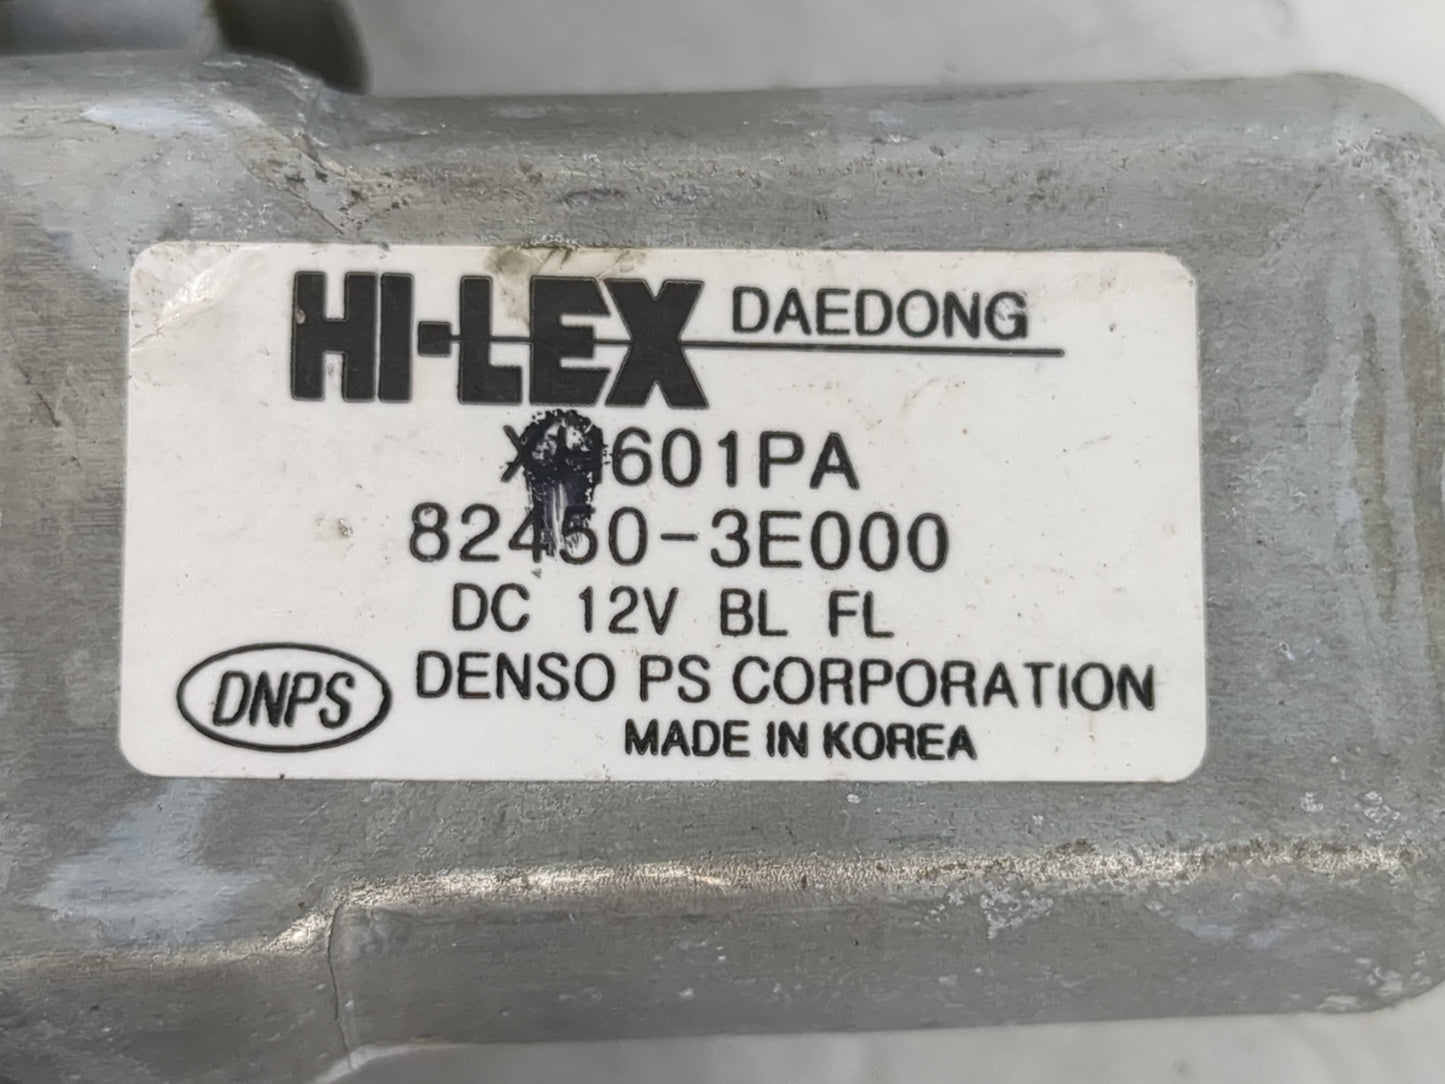 HI-LEX DAEDONG
82450-3E000
DC 12V BL FL
DNPS DENSO PS CORPORATION
MADE IN KOREA